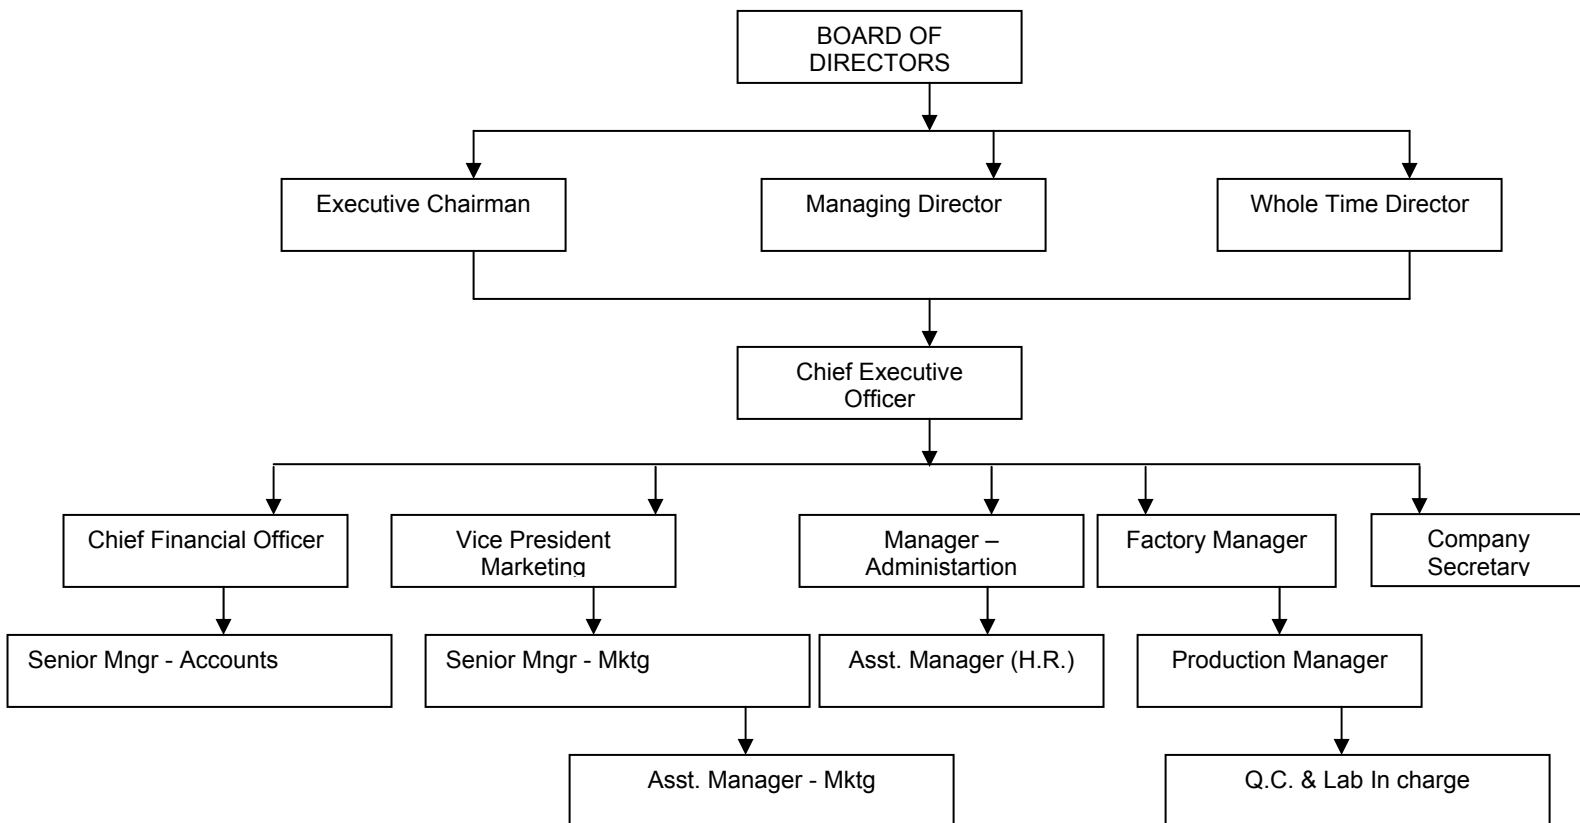 BOARD OF
DIRECTORS
Executive Chairman
Managing Director
Whole Time Director
Chief Executive
Officer
Chief Financial Officer
Vice President
Marketing
Manager –
Administartion
Factory Manager
Company
Secretary
Senior Mngr - Accounts
Senior Mngr - Mktg
Asst. Manager (H.R.)
Production Manager
Asst. Manager - Mktg
Q.C. & Lab In charge